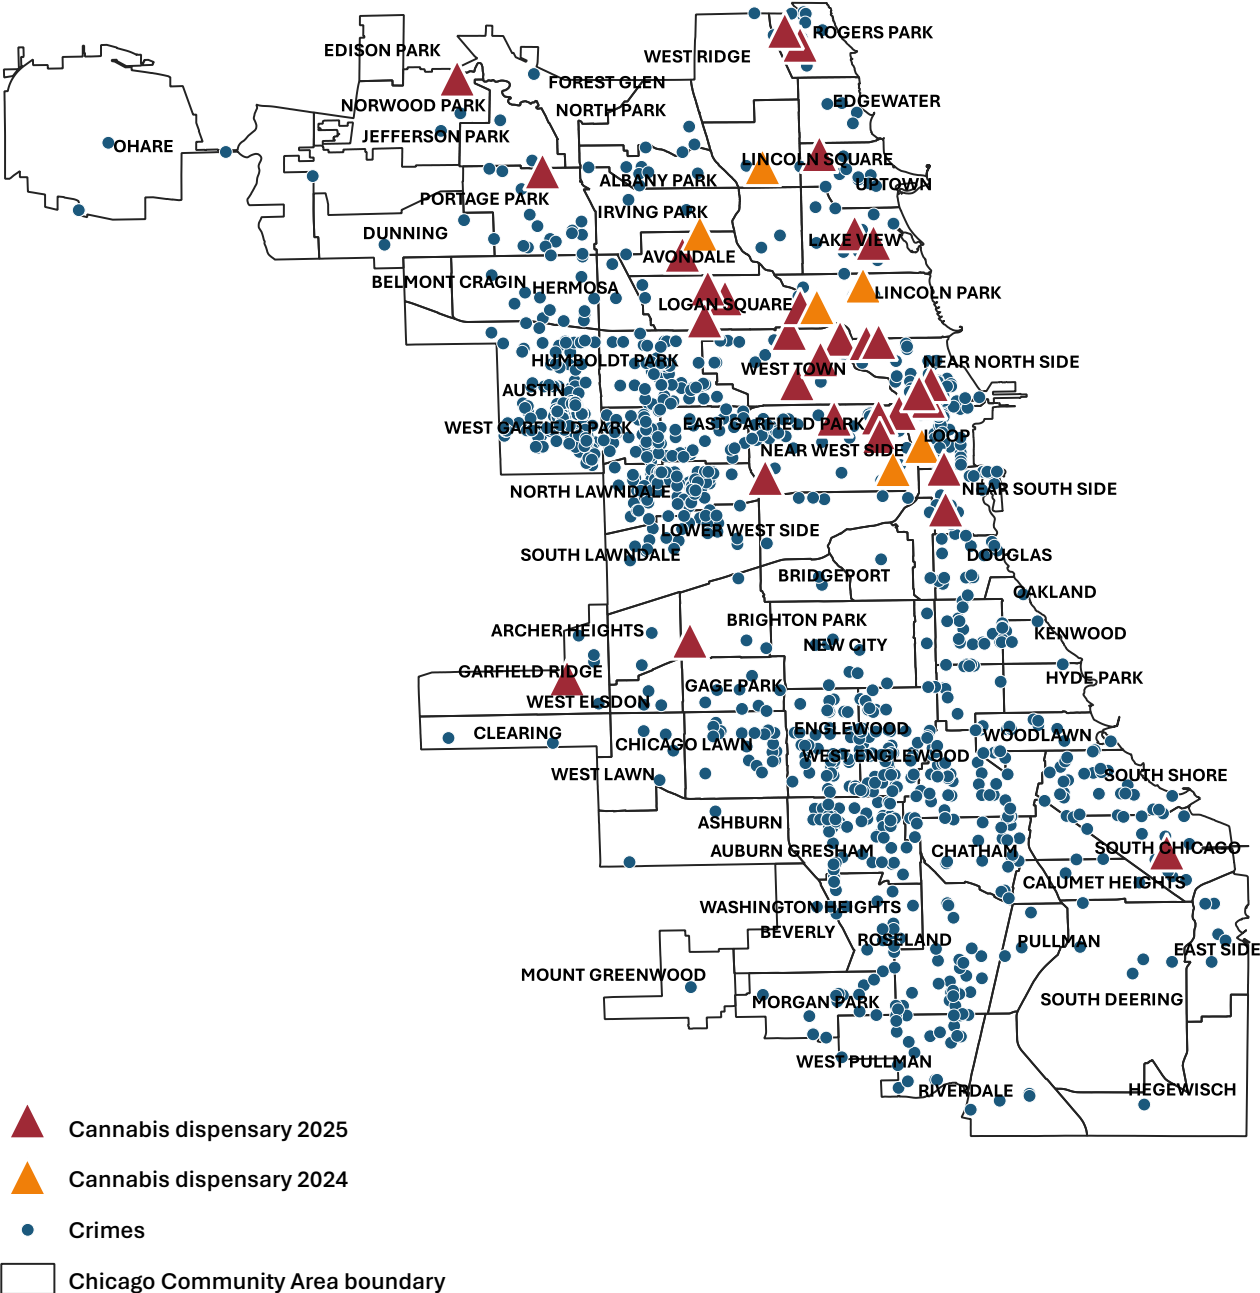 ROGERS PARK
EDISON PARK
WEST RIDGE
FOREST GLEN
EDGEWATER
NORWOOD PARK
NORTH PARK
JEFFERSON PARK
OHARE
LINCOLN SQUARE
ALBANY PARK
UPTOWN
PORTAGE PARK
IRVING PARK
DUNNING
LAKE VIEW
AVONDALE
BELMONT CRAGIN
HERMOSA
LINCOLN PARK
LOGAN SQUARE
HUMBOLDT PARK
NEAR NORTH SIDE
WEST TOWN
AUSTIN
WEST GARFIELD PARK
EAST GARFIELD PARK
LOOP
NEAR WEST SIDE
NORTH LAWNDALE
NEAR SOUTH SIDE
LOWER WEST SIDE
SOUTH LAWNDALE
DOUGLAS
BRIDGEPORT
OAKLAND
BRIGHTON PARK
ARCHER HEIGHTS
KENWOOD
NEW CITY
GARFIELD RIDGE
HYDE PARK
GAGE PARK
WEST ELSDON
CLEARING
ENGLEWOOD
WOODLAWN
CHICAGO LAWN
WEST ENGLEWOOD
WEST LAWN
SOUTH SHORE
ASHBURN
AUBURN GRESHAM
CHATHAM
SOUTH CHICAGO
CALUMET HEIGHTS
WASHINGTON HEIGHTS
BEVERLY
ROSELAND
PULLMAN
EAST SIDE
MOUNT GREENWOOD
MORGAN PARK
SOUTH DEERING
WEST PULLMAN
RIVERDALE
HEGEWISCH
Cannabis dispensary 2025
Cannabis dispensary 2024
Crimes
Chicago Community Area boundary